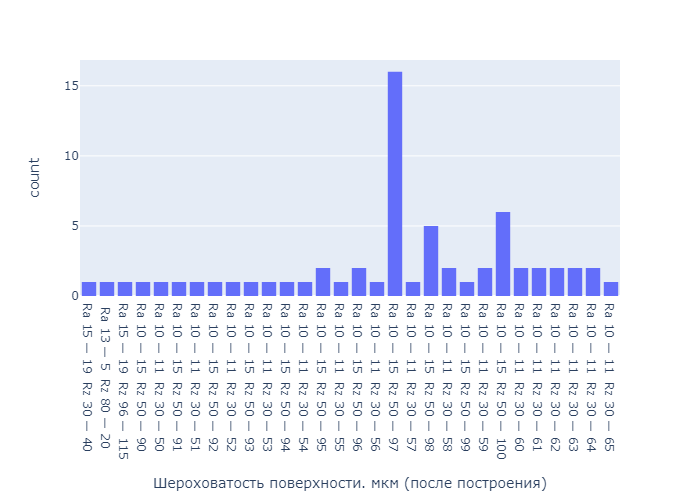 15
10
5
0
count
Ra 15 — 19 Rz 30 — 40
Ra 13 — 5 Rz 80 — 20
Ra 15 — 19 Rz 96 — 115
Ra 10 — 15 Rz 50 — 90
Ra 10 — 11 Rz 30 — 50
Ra 10 — 15 Rz 50 — 91
Ra 10 — 11 Rz 30 — 51
Ra 10 — 15 Rz 50 — 92
Ra 10 — 11 Rz 30 — 52
Ra 10 — 15 Rz 50 — 93
Ra 10 — 11 Rz 30 — 53
Ra 10 — 15 Rz 50 — 94
Ra 10 — 11 Rz 30 — 54
Ra 10 — 15 Rz 50 — 95
Ra 10 — 11 Rz 30 — 55
Ra 10 — 15 Rz 50 — 96
Ra 10 — 11 Rz 30 — 56
Ra 10 — 15 Rz 50 — 97
Ra 10 — 11 Rz 30 — 57
Ra 10 — 15 Rz 50 — 98
Ra 10 — 11 Rz 30 — 58
Ra 10 — 15 Rz 50 — 99
Ra 10 — 11 Rz 30 — 59
Ra 10 — 15 Rz 50 — 100
Ra 10 — 11 Rz 30 — 60
Ra 10 — 11 Rz 30 — 61
Ra 10 — 11 Rz 30 — 62
Ra 10 — 11 Rz 30 — 63
Ra 10 — 11 Rz 30 — 64
Ra 10 — 11 Rz 30 — 65
Шероховатость поверхности. мкм (после построения)